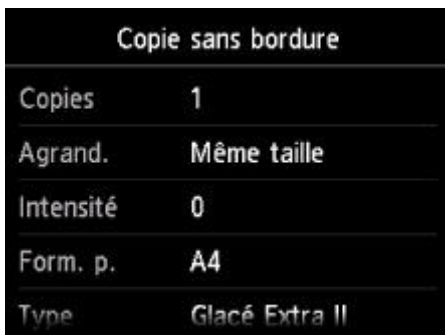 Copie sans bordure
Copies 1
Agrand. Même taille
Intensité 0
Form. p. A4
Type Glacé Extra II